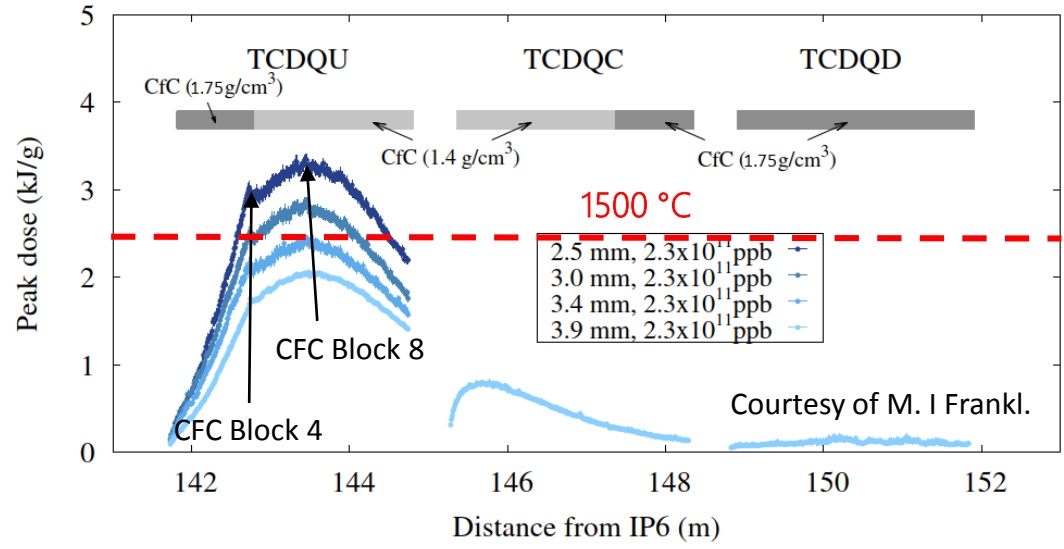 5
4
3
2
1
0
Peak dose (kJ/g)
TCDQU
TCDQC
TCDQD
CfC (1.75g/cm³)
CfC (1.4 g/cm³)
CfC (1.75g/cm³)
1500 °C
2.5 mm, 2.3x10¹¹ppb
3.0 mm, 2.3x10¹¹ppb
3.4 mm, 2.3x10¹¹ppb
3.9 mm, 2.3x10¹¹ppb
CFC Block 8
CFC Block 4
Courtesy of M. I Frankl.
142 144 146 148 150 152
Distance from IP6 (m)